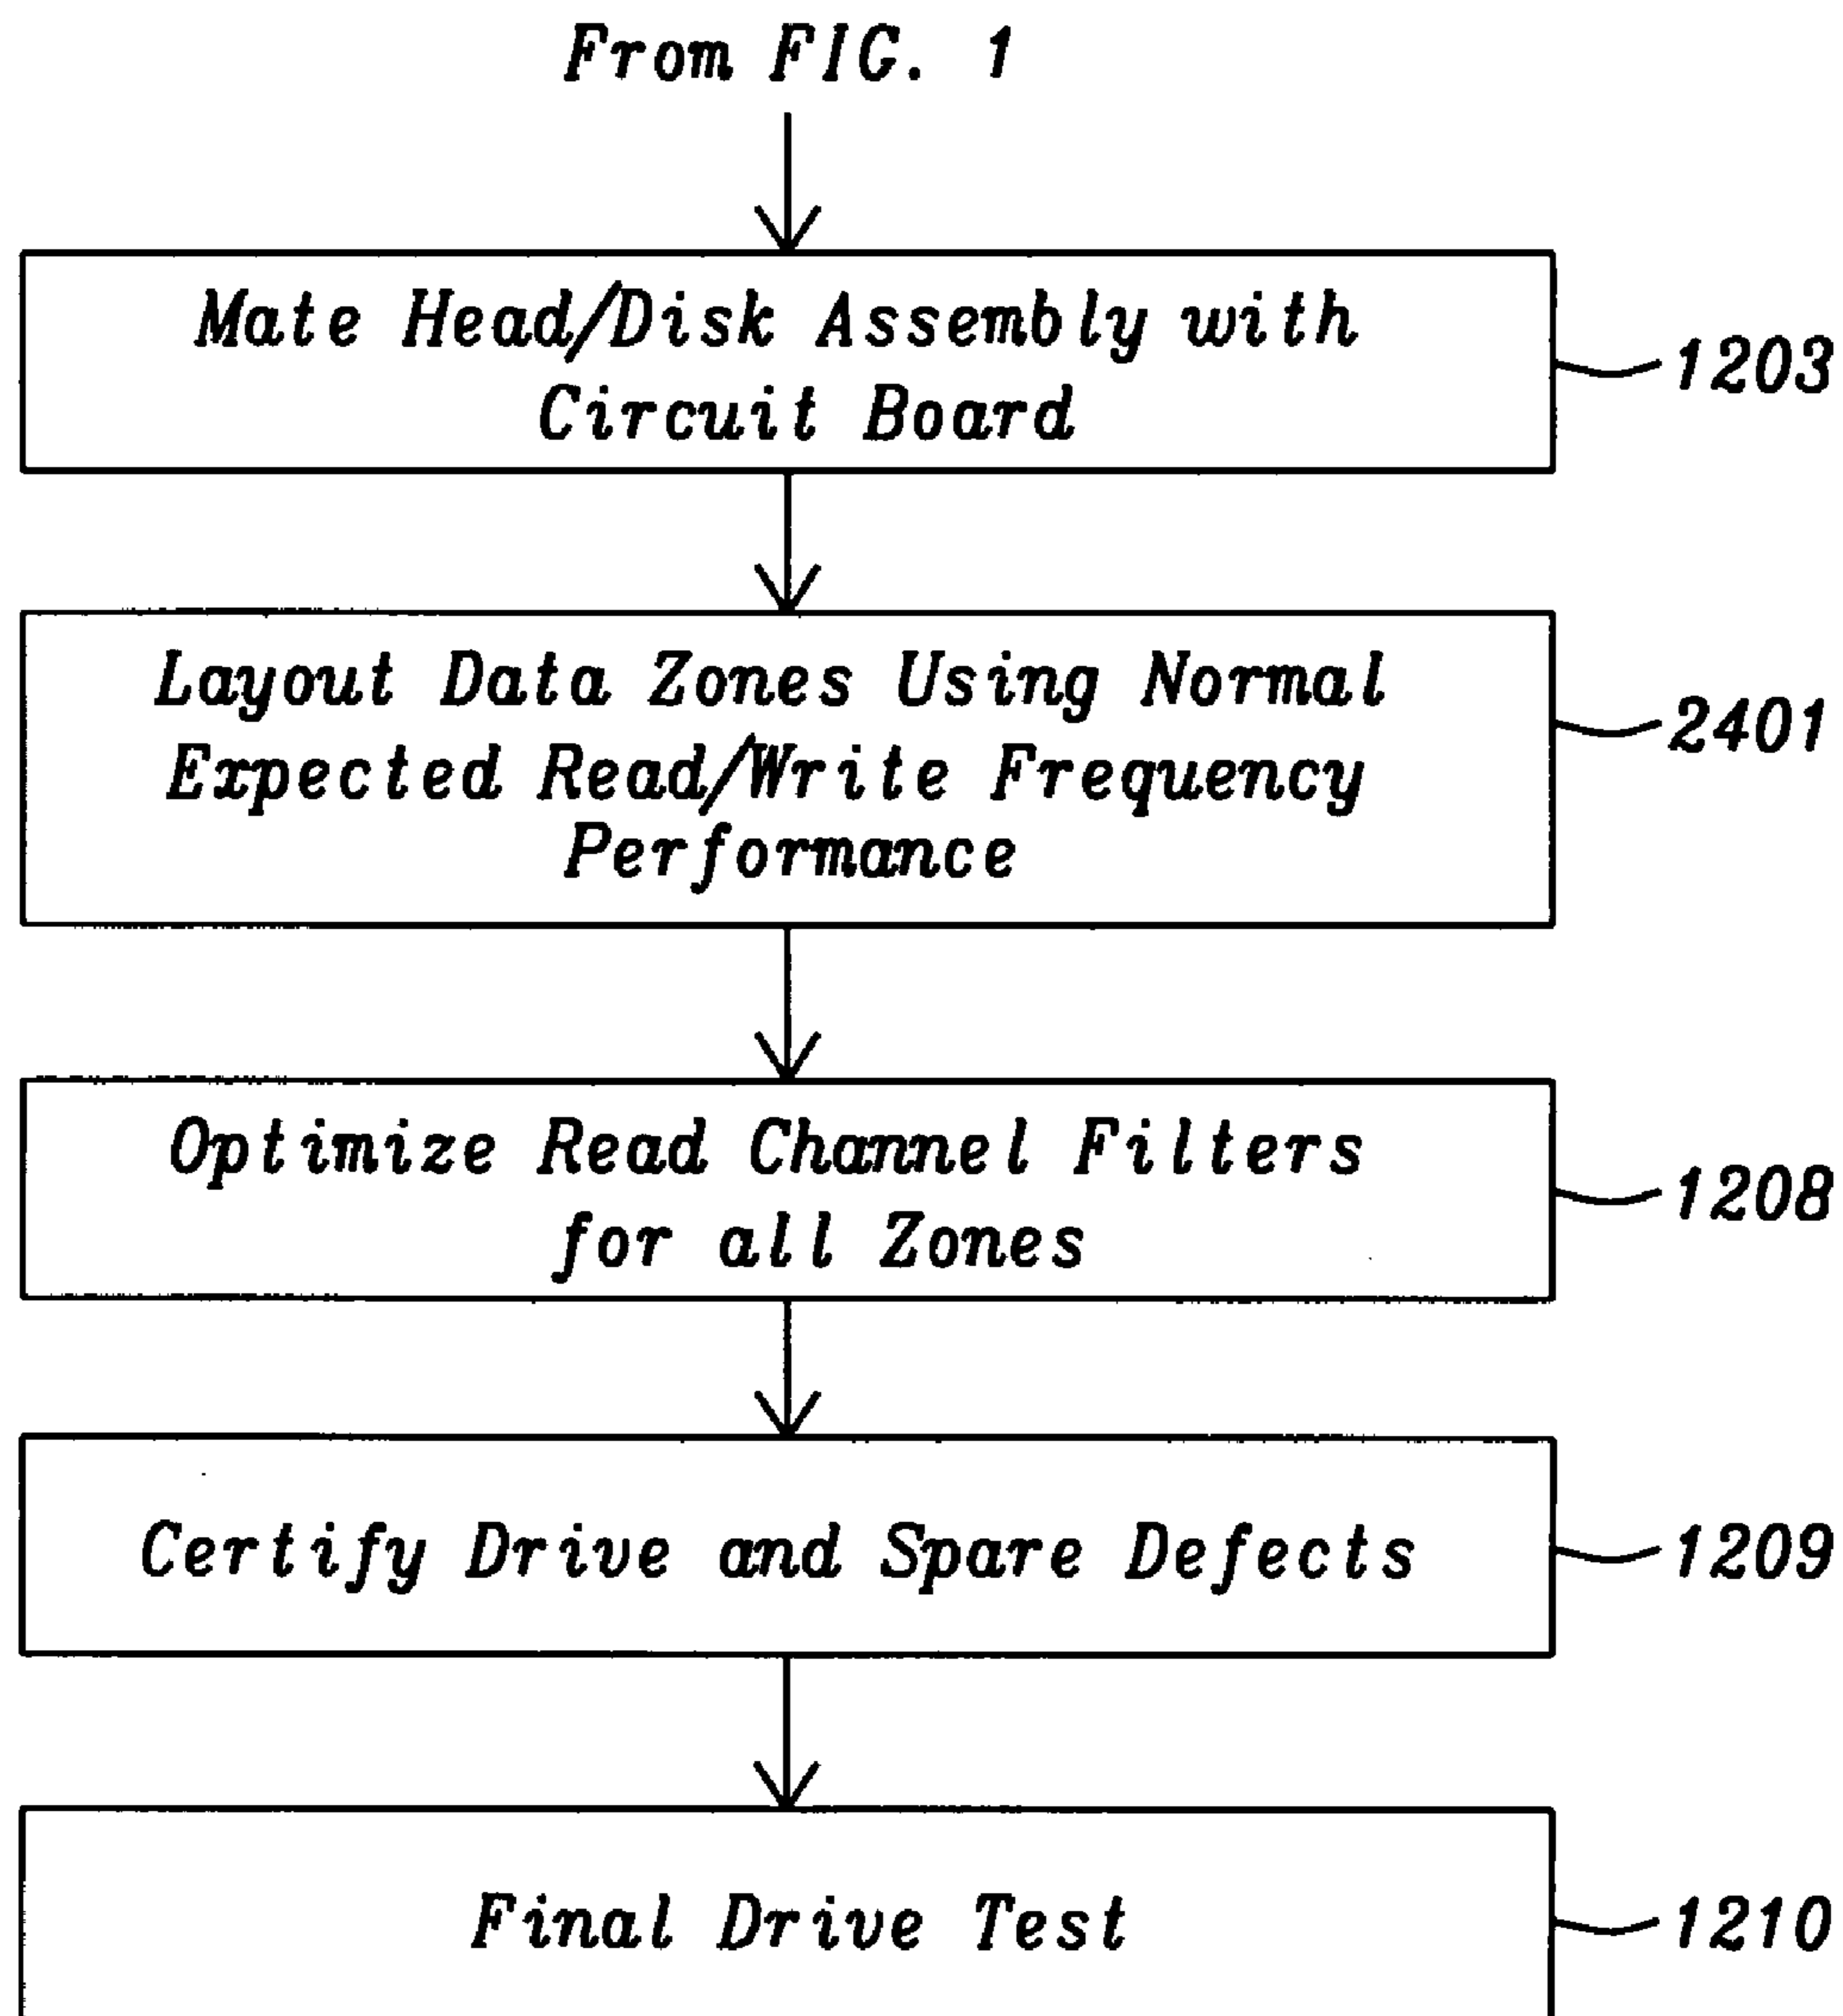 From FIG. 1
Mate Head/Disk Assembly with
Circuit Board
1203
Layout Data Zones Using Normal
Expected Read/Write Frequency
Performance
2401
Optimize Read Channel Filters
for all Zones
1208
Certify Drive and Spare Defects
1209
Final Drive Test
1210